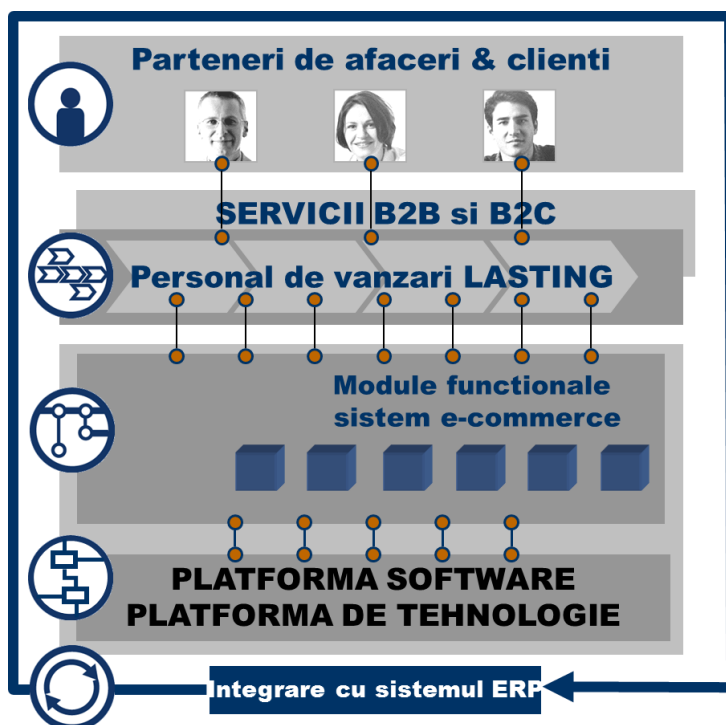 Parteneri de afaceri & clienti
SERVICII B2B si B2C
Personal de vanzari LASTING
Module functionale
sistem e-commerce
PLATFORMA SOFTWARE
PLATFORMA DE TEHNOLOGIE
Integrare cu sistemul ERP